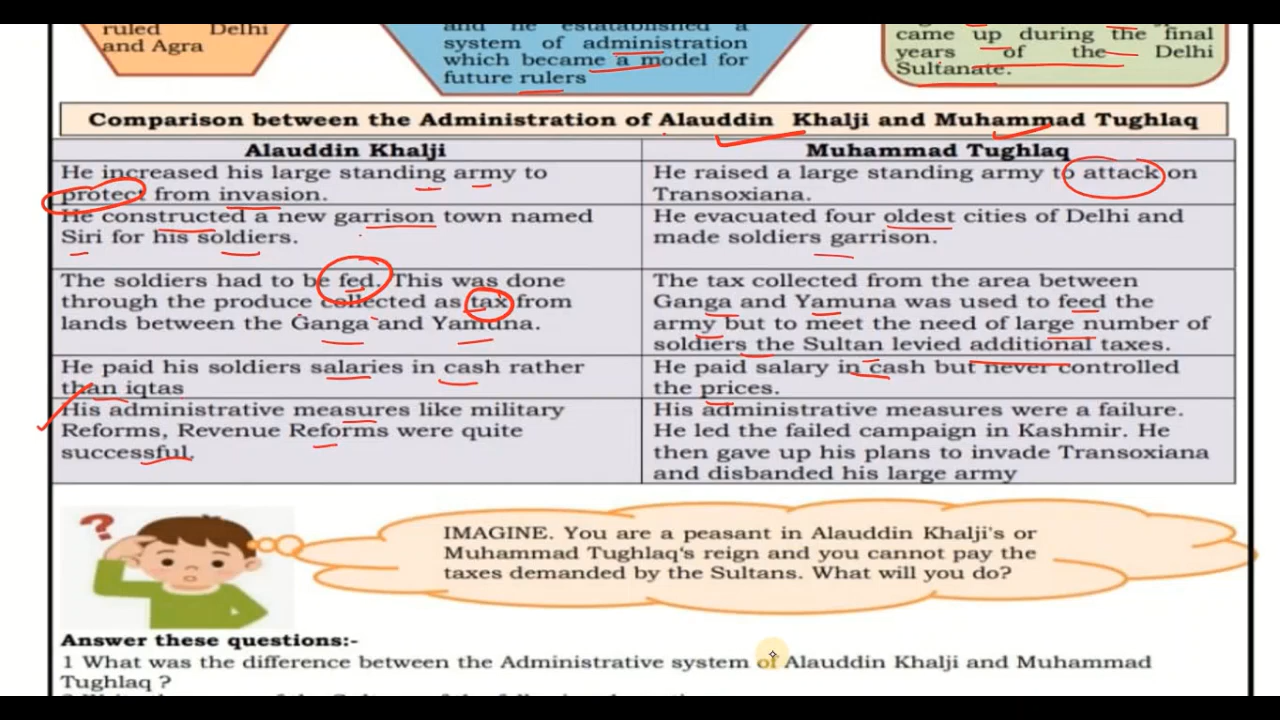 ruled Delhi
and Agra
and he estatablished a
system of administration
which became a model for
future rulers
came up during the final
years of the Delhi
Sultanate.
Comparison between the Administration of Alauddin Khalji and Muhammad Tughlaq
Alauddin Khalji
Muhammad Tughlaq
He increased his large standing army to
protect from invasion.
He raised a large standing army to attack on
Transoxiana.
He constructed a new garrison town named
Siri for his soldiers.
He evacuated four oldest cities of Delhi and
made soldiers garrison.
The soldiers had to be fed. This was done
through the produce collected as tax from
lands between the Ganga and Yamuna.
The tax collected from the area between
Ganga and Yamuna was used to feed the
army but to meet the need of large number of
soldiers the Sultan levied additional taxes.
He paid his soldiers salaries in cash rather
than iqtas
He paid salary in cash but never controlled
the prices.
His administrative measures like military
Reforms, Revenue Reforms were quite
successful.
His administrative measures were a failure.
He led the failed campaign in Kashmir. He
then gave up his plans to invade Transoxiana
and disbanded his large army
?
IMAGINE. You are a peasant in Alauddin Khalji's or
Muhammad Tughlaq's reign and you cannot pay the
taxes demanded by the Sultans. What will you do?
Answer these questions:-
1 What was the difference between the Administrative system of Alauddin Khalji and Muhammad
Tughlaq ?